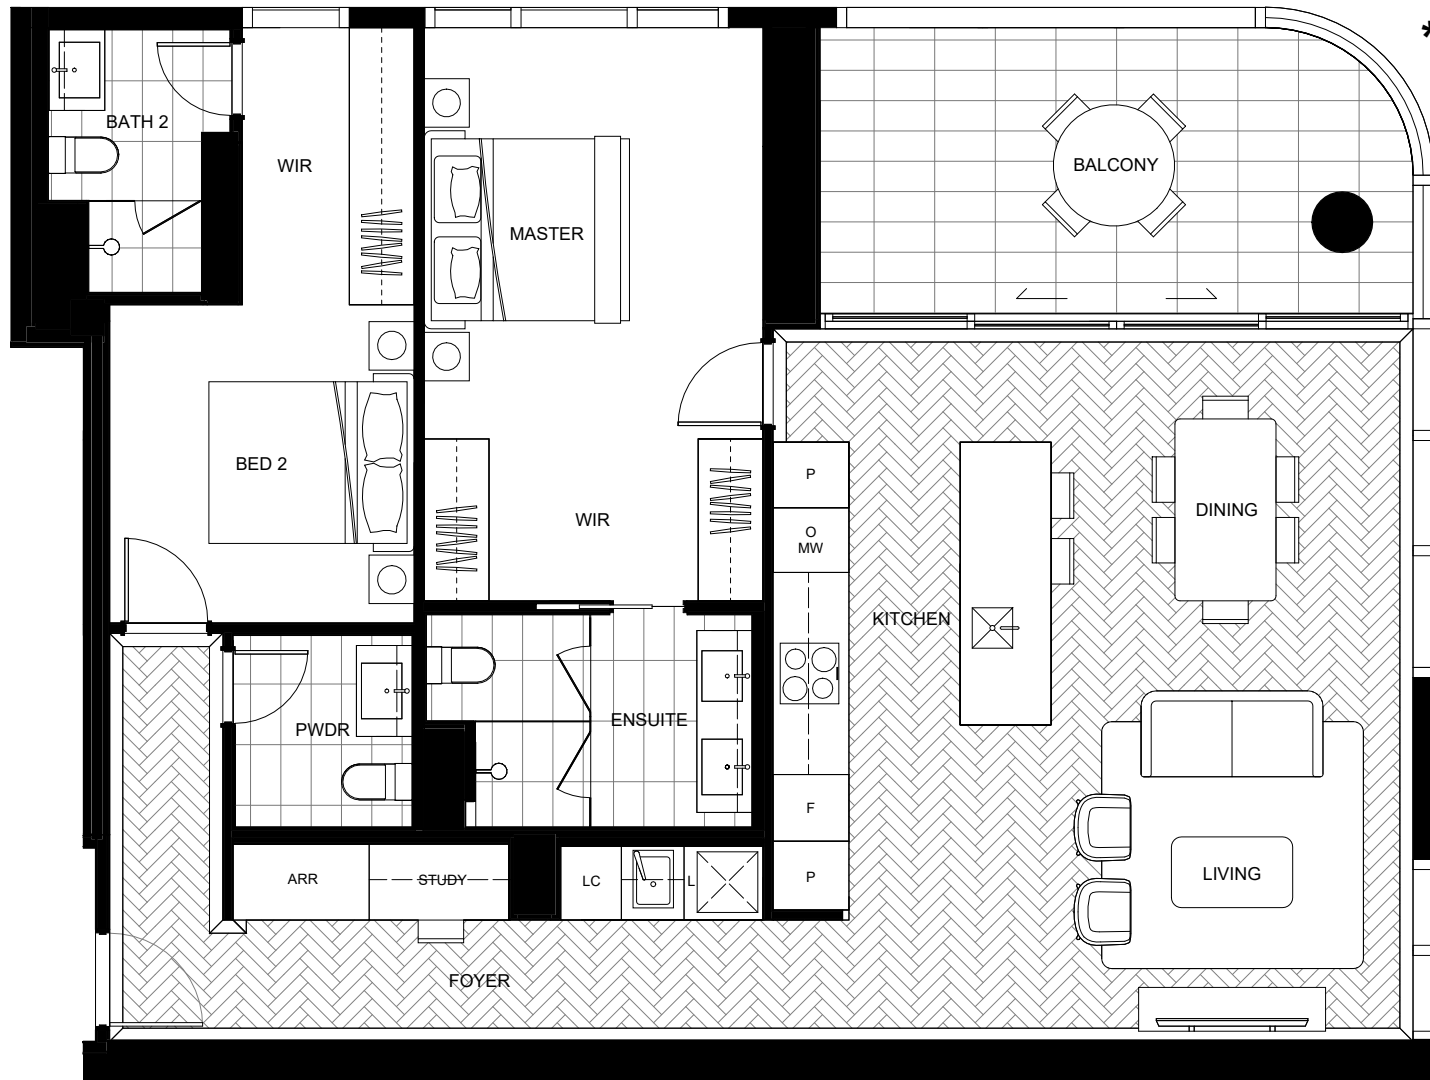 *
BATH 2
WIR
BALCONY
MASTER
BED 2
P
O
MW
WIR
DINING
KITCHEN
PWDR
ENSUITE
F
ARR
STUDY
LC
L
P
LIVING
FOYER